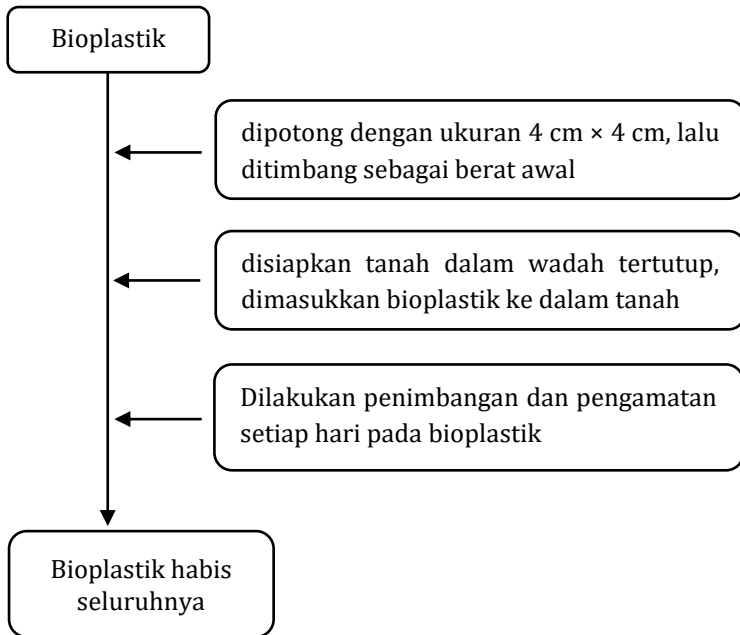 Bioplastik
dipotong dengan ukuran 4 cm × 4 cm, lalu
ditimbang sebagai berat awal
disiapkan tanah dalam wadah tertutup,
dimasukkan bioplastik ke dalam tanah
Dilakukan penimbangan dan pengamatan
setiap hari pada bioplastik
Bioplastik habis
seluruhnya